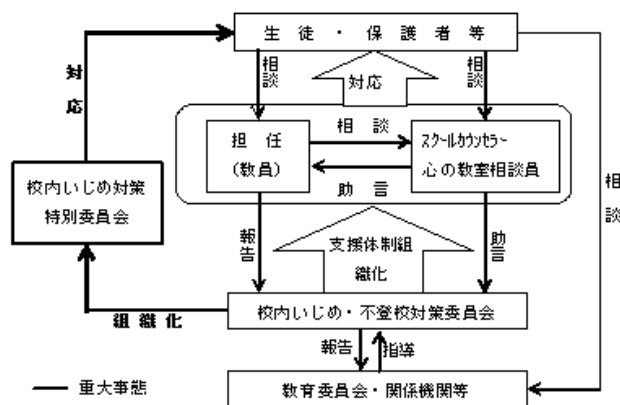 生徒・保護者等
相談
対応
相談
対応
担任
(教員)
相談
助言
スクールカウンセラー
心の教室相談員
校内いじめ対策
特別委員会
相談
報告
支援体制組
織化
助言
組織化
校内いじめ・不登校対策委員会
報告
指導
教育委員会・関係機関等
重大事態